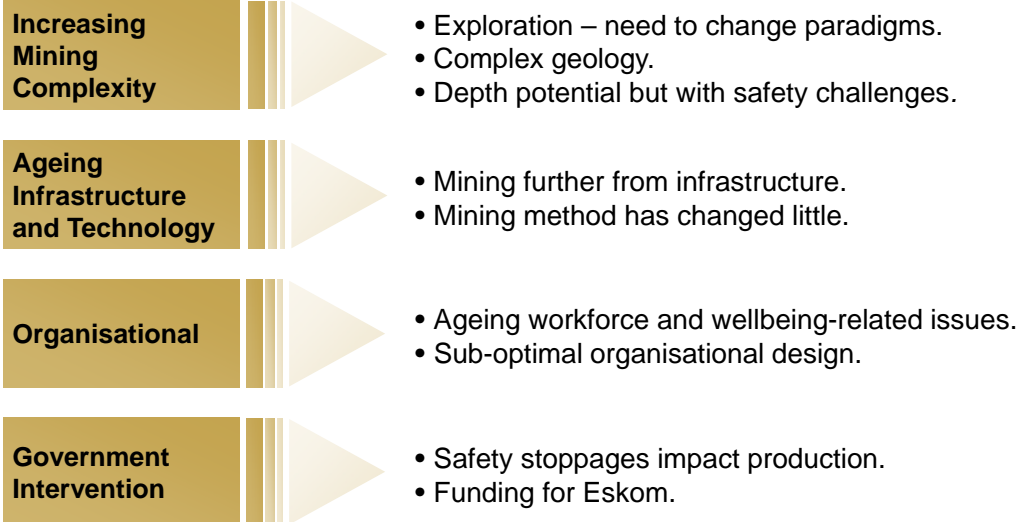 Increasing
Mining
Complexity
• Exploration – need to change paradigms.
• Complex geology.
• Depth potential but with safety challenges.
Ageing
Infrastructure
and Technology
• Mining further from infrastructure.
• Mining method has changed little.
Organisational
• Ageing workforce and wellbeing-related issues.
• Sub-optimal organisational design.
Government
Intervention
• Safety stoppages impact production.
• Funding for Eskom.